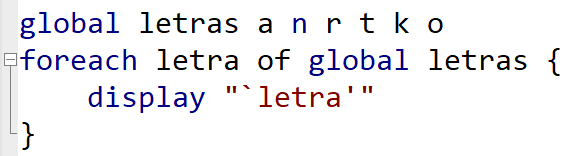 global letras a n r t k o
foreach letra of global letras {
    display "`letra'"
}